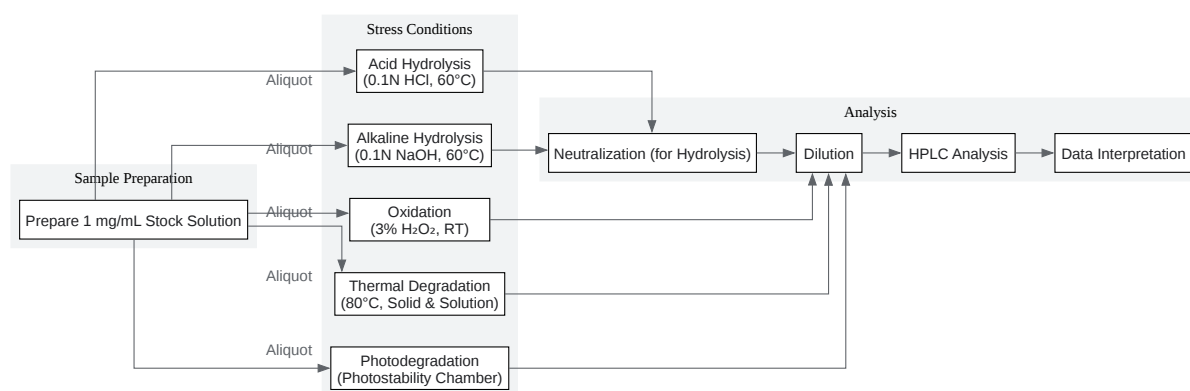 Stress Conditions
Acid Hydrolysis
(0.1N HCl, 60°C)
Aliquot
Analysis
Alkaline Hydrolysis
(0.1N NaOH, 60°C)
Aliquot
Neutralization (for Hydrolysis)
Dilution
HPLC Analysis
Data Interpretation
Sample Preparation
Prepare 1 mg/mL Stock Solution
Aliquot
Oxidation
(3% H₂O₂, RT)
Aliquot
Thermal Degradation
(80°C, Solid & Solution)
Aliquot
Photodegradation
(Photostability Chamber)